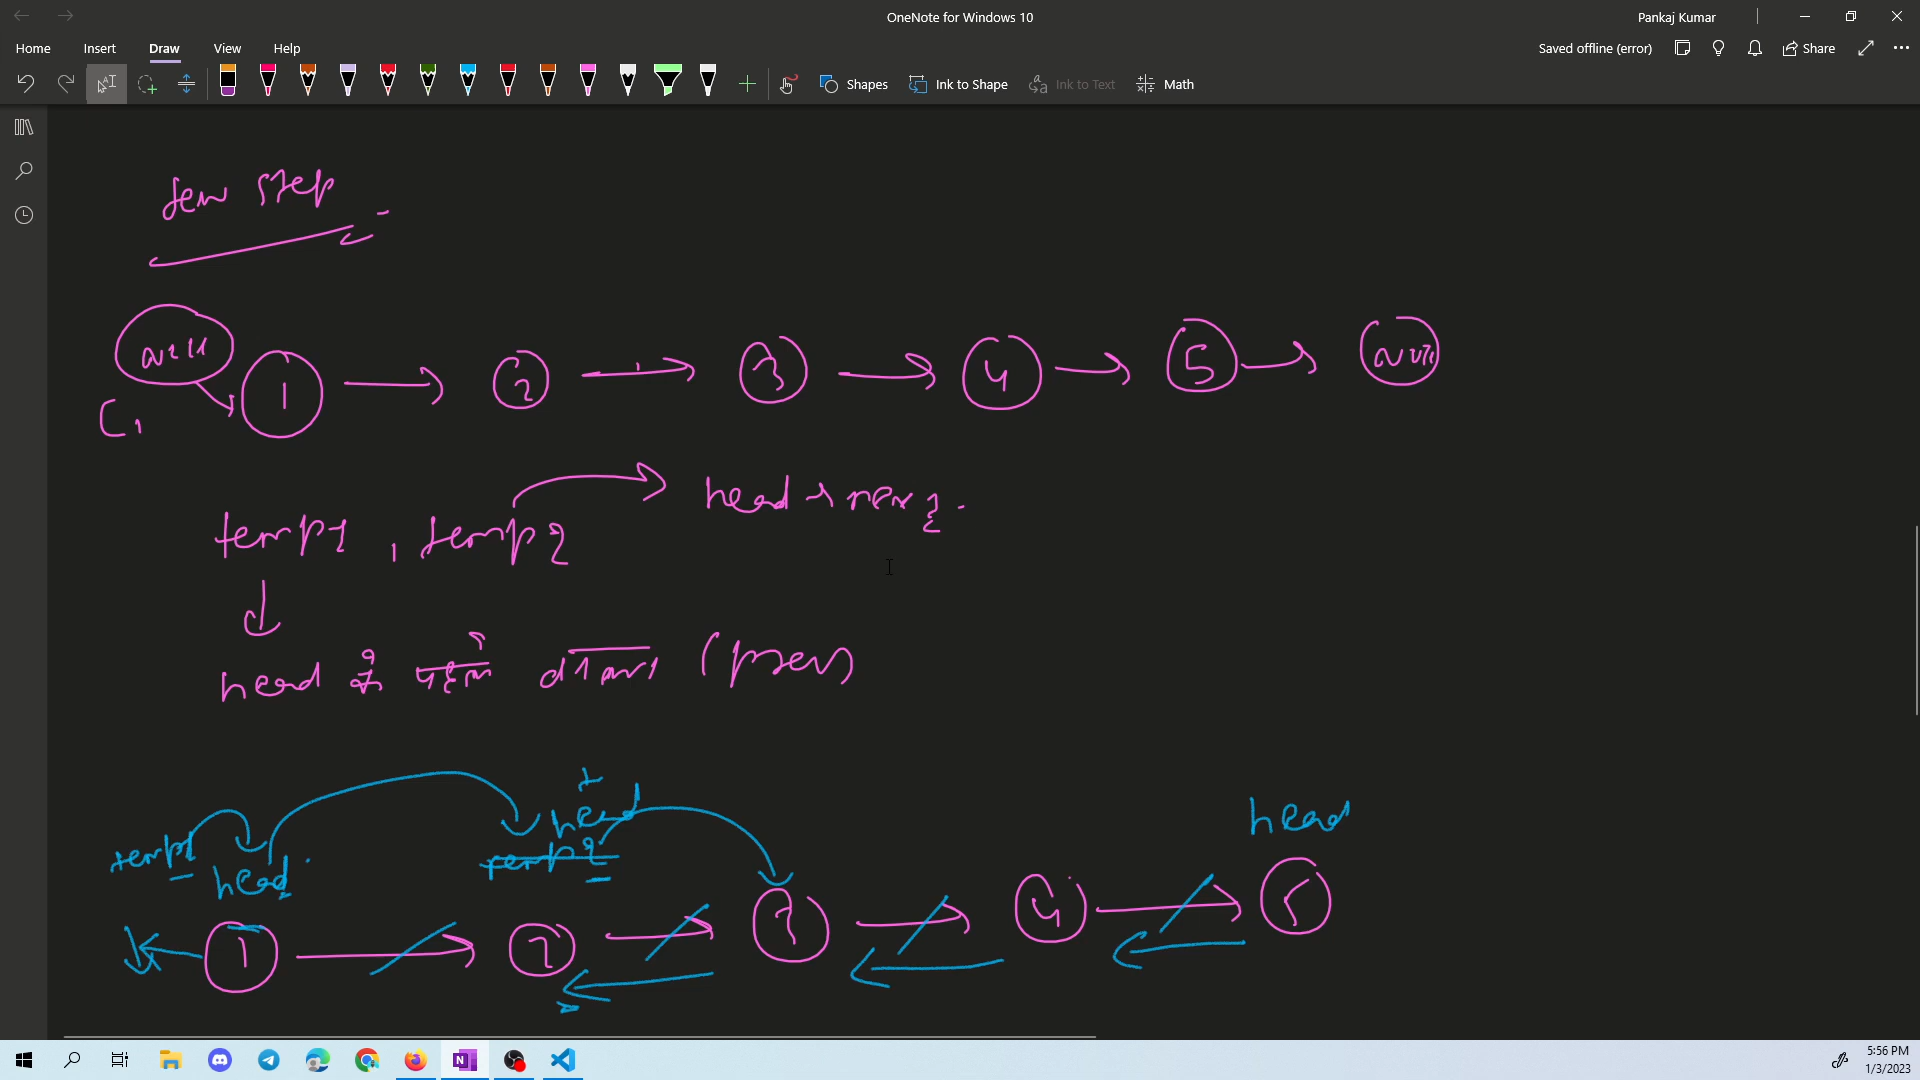 OneNote for Windows 10
Pankaj Kumar
Home Insert Draw View Help
Saved offline (error) Share
Shapes Ink to Shape Ink to Text Math
few step
null 1 2 3 4 5 null
head → next.
temp1 , temp2
head (prev)
head
temp1 head temp2 head
1 2 3 4 5
5:56 PM
1/3/2023